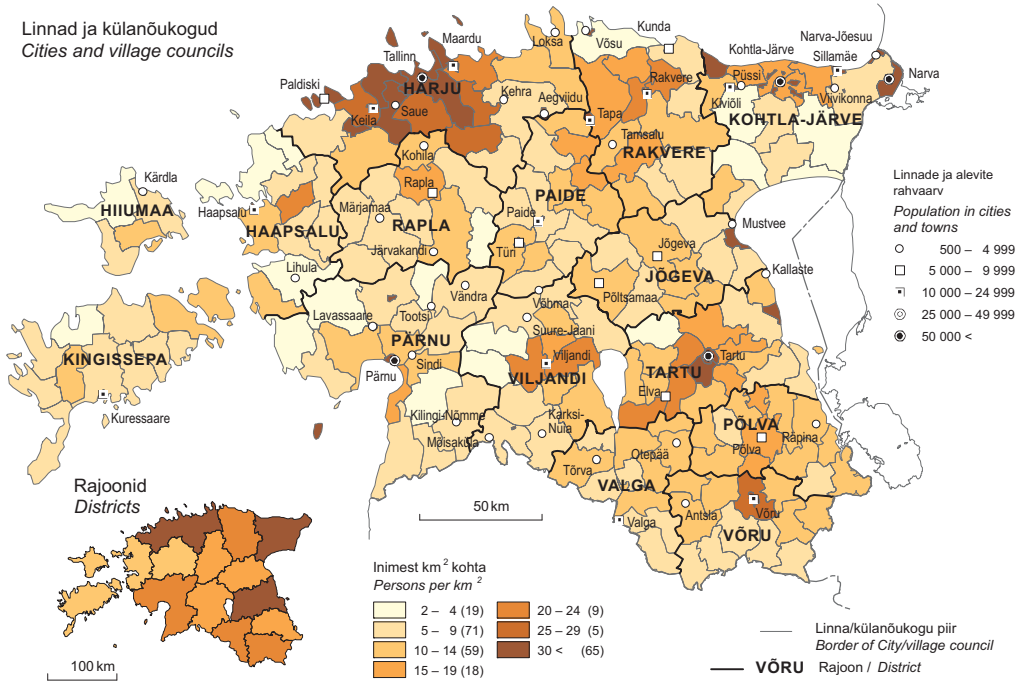 Linnad ja külanõukogud
Cities and village councils
Kunda
Narva-Jõesuu
Loksa
Võsu
Maardu
Tallinn
Kohtla-Järve
Sillamäe
Paldiski
HARJU
Rakvere
Püssi
Narva
Kehra
Aegviidu
Kiviõli
Viivikonna
Keila
Saue
Tapa
KOHTLA-JÄRVE
Tamsalu
Kohila
RAKVERE
Kärdla
Rapla
PAIDE
HIIUMAA
Haapsalu
Märjamaa
Paide
HAAPSALU
RAPLA
Mustvee
Türi
Jõgeva
Järvakandi
JÕGEVA
Lihula
Kallaste
Põltsamaa
Vändra
Võhma
Lavassaare
Tootsi
Suure-Jaani
PÄRNU
KINGISSEPA
Viljandi
Tartu
Sindi
Pärnu
VILJANDI
TARTU
Elva
Kuressaare
Kilingi-Nõmme
Karksi-
Nuia
PÕLVA
Mõisaküla
Räpina
Otepää
Põlva
Tõrva
VALGA
Antsla
Võru
Valga
VÕRU
50 km
Linnade ja alevite
rahvaarv
Population in cities
and towns
500 – 4 999
5 000 – 9 999
10 000 – 24 999
25 000 – 49 999
50 000 <
Rajoonid
Districts
100 km
Inimest km² kohta
Persons per km²
2 – 4 (19)
5 – 9 (71)
10 – 14 (59)
15 – 19 (18)
20 – 24 (9)
25 – 29 (5)
30 < (65)
Linna/külanõukogu piir
Border of City/village council
VÕRU Rajoon / District